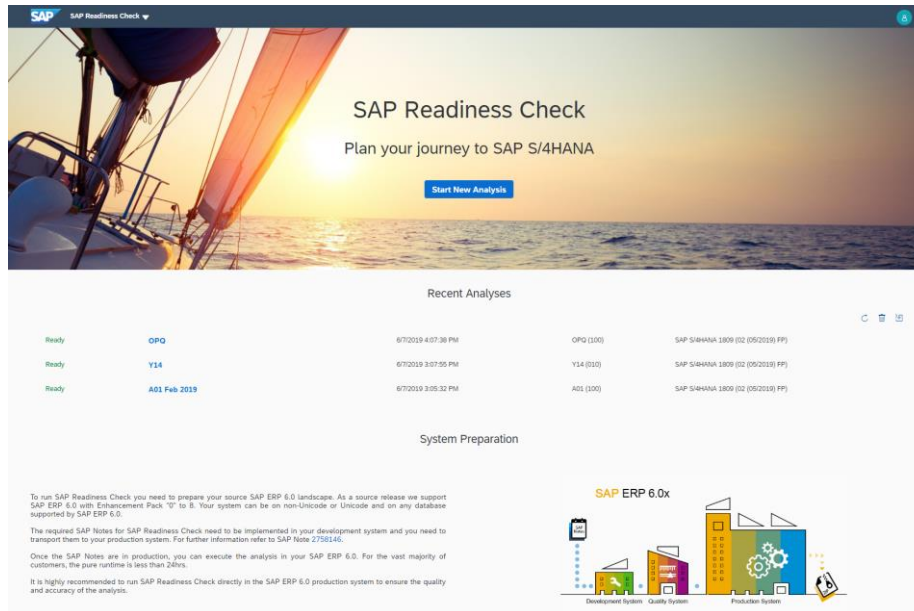 SAP SAP Readiness Check
SAP Readiness Check
Plan your journey to SAP S/4HANA
Start New Analysis
Recent Analyses
Ready OPQ 6/7/2019 4:07:38 PM OPQ (100) SAP S/4HANA 1809 (02 (05/2019) FP)
Ready Y14 6/7/2019 3:07:55 PM Y14 (010) SAP S/4HANA 1809 (02 (05/2019) FP)
Ready A01 Feb 2019 6/7/2019 3:05:32 PM A01 (100) SAP S/4HANA 1809 (02 (05/2019) FP)
System Preparation
To run SAP Readiness Check you need to prepare your source SAP ERP 6.0 landscape. As a source release we support
SAP ERP 6.0 with Enhancement Pack "0" to 8. Your system can be on non-Unicode or Unicode and on any database
supported by SAP ERP 6.0.
The required SAP Notes for SAP Readiness Check need to be implemented in your development system and you need to
transport them to your production system. For further information refer to SAP Note 2758146.
Once the SAP Notes are in production, you can execute the analysis in your SAP ERP 6.0. For the vast majority of
customers, the pure runtime is less than 24hrs.
It is highly recommended to run SAP Readiness Check directly in the SAP ERP 6.0 production system to ensure the quality
and accuracy of the analysis.
SAP ERP 6.0x
SAP
Notes
Development System Quality System Production System